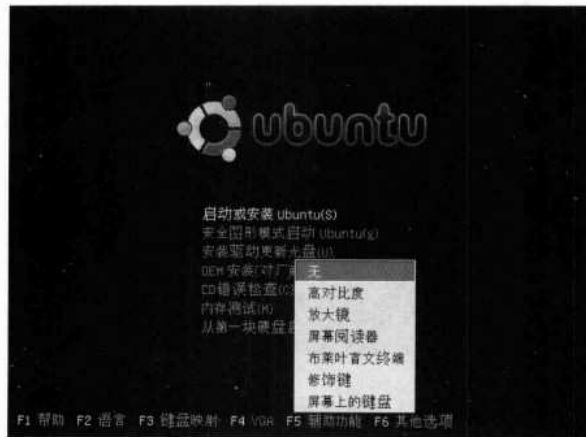 ubuntu
启动或安装 Ubuntu(S)
安全图形模式启动 Ubuntu(g)
安装驱动更新光盘(U)
OEM 安装(对厂
CD错误检查(C)
内存测试(M)
从第一块硬盘启
无
高对比度
放大镜
屏幕阅读器
布莱叶盲文终端
修饰键
屏幕上的键盘
F1 帮助 F2 语言 F3 键盘映射 F4 VGA F5 辅助功能 F6 其他选项